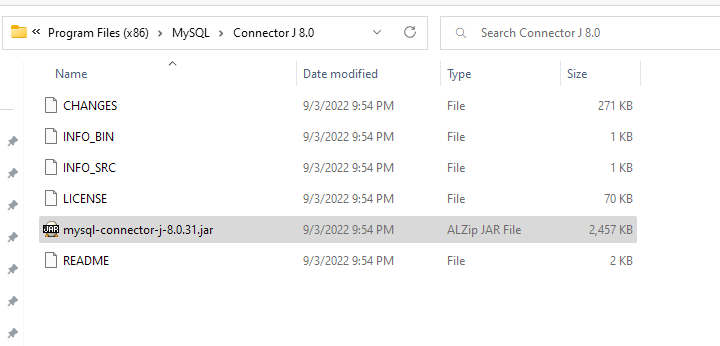 « Program Files (x86) > MySQL > Connector J 8.0 Search Connector J 8.0
Name Date modified Type Size
CHANGES 9/3/2022 9:54 PM File 271 KB
INFO_BIN 9/3/2022 9:54 PM File 1 KB
INFO_SRC 9/3/2022 9:54 PM File 1 KB
LICENSE 9/3/2022 9:54 PM File 70 KB
JAR mysql-connector-j-8.0.31.jar 9/3/2022 9:54 PM ALZip JAR File 2,457 KB
README 9/3/2022 9:54 PM File 2 KB